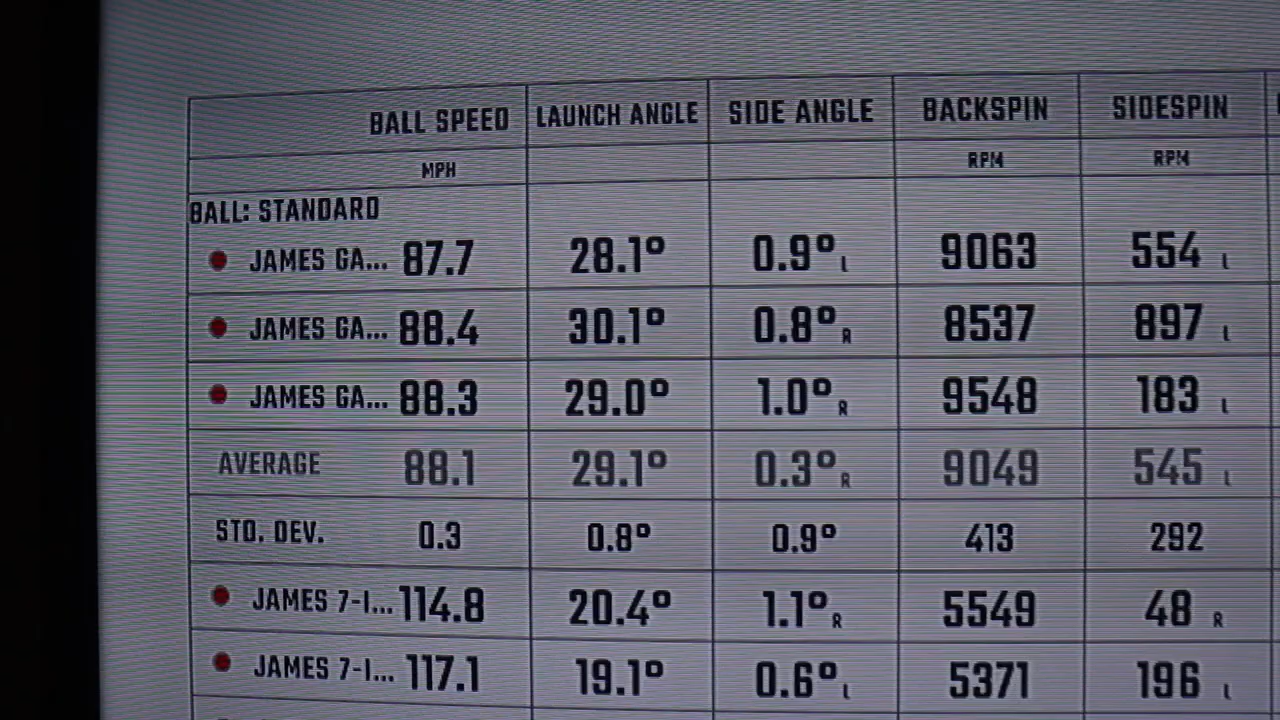 BALL SPEED LAUNCH ANGLE SIDE ANGLE BACKSPIN SIDESPIN
MPH RPM RPM
BALL: STANDARD
JAMES GA... 87.7 28.1° 0.9° L 9063 554 L
JAMES GA... 88.4 30.1° 0.8° R 8537 897 L
JAMES GA... 88.3 29.0° 1.0° R 9548 183 L
AVERAGE 88.1 29.1° 0.3° R 9049 545 L
STD. DEV. 0.3 0.8° 0.9° 413 292
JAMES 7-I... 114.8 20.4° 1.1° R 5549 48 R
JAMES 7-I... 117.1 19.1° 0.6° L 5371 196 L